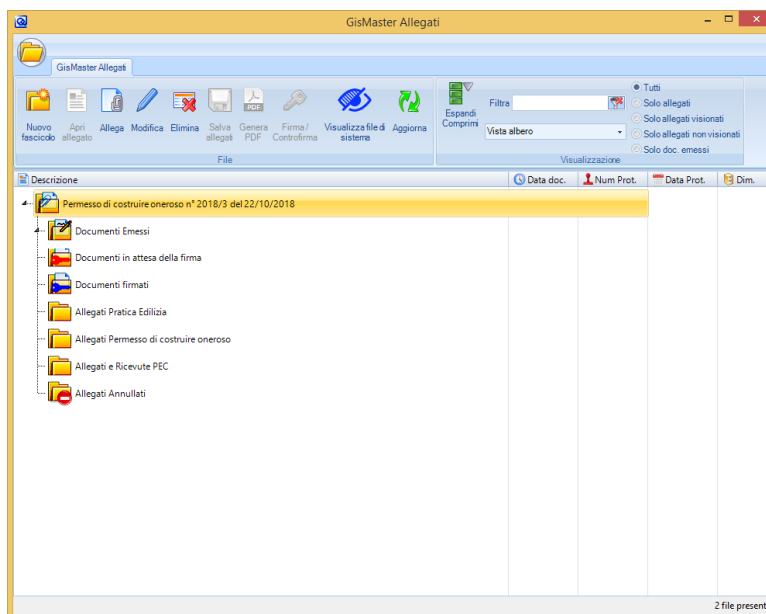 GisMaster Allegati
GisMaster Allegati
Nuovo fascicolo
Apri allegato
Allega
Modifica
Elimina
Salva allegati
Genera PDF
Firma / Controfirma
Visualizza file di sistema
Aggiorna
File
Espandi
Comprimi
Filtra
Vista albero
Tutti
Solo allegati
Solo allegati visionati
Solo allegati non visionati
Solo doc. emessi
Visualizzazione
Descrizione Data doc. Num Prot. Data Prot. Dim.
Permesso di costruire oneroso n° 2018/3 del 22/10/2018
Documenti Emessi
Documenti in attesa della firma
Documenti firmati
Allegati Pratica Edilizia
Allegati Permesso di costruire oneroso
Allegati e Ricevute PEC
Allegati Annullati
2 file present